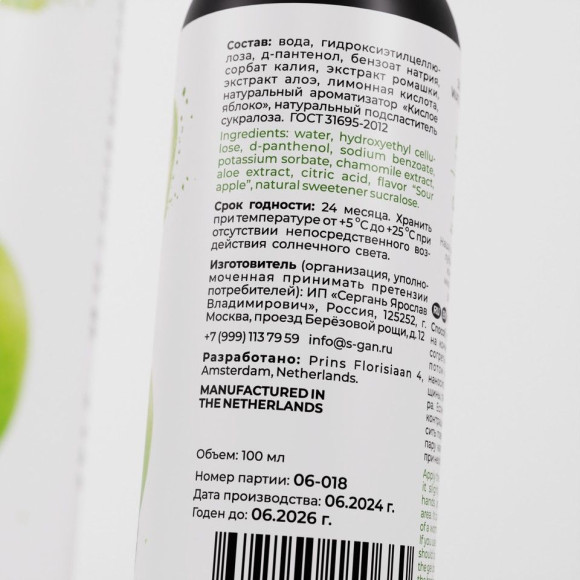 Состав: вода, гидроксиэтилцеллю-
лоза, д-пантенол, бензоат натрия,
сорбат калия, экстракт ромашки,
экстракт алоэ, лимонная кислота,
натуральный ароматизатор «Кислое
яблоко», натуральный подсластитель
сукралоза. ГОСТ 31695-2012
Ingredients: water, hydroxyethyl cellu-
lose, d-panthenol, sodium benzoate,
potassium sorbate, chamomile extract,
aloe extract, citric acid, flavor “Sour
apple”, natural sweetener sucralose.
Срок годности: 24 месяца. Хранить
при температуре от +5 °С до +25 °С при
отсутствии непосредственного воз-
действия солнечного света.
Изготовитель (организация, уполно-
моченная принимать претензии
потребителей): ИП «Сергань Ярослав
Владимирович», Россия, 125252, г.
Москва, проезд Берёзовой рощи, д. 12
+7 (999) 113 79 59 info@s-gan.ru
Разработано: Prins Florisiaan 4,
Amsterdam, Netherlands.
MANUFACTURED IN
THE NETHERLANDS
Объем: 100 мл
Номер партии: 06-018
Дата производства: 06.2024 г.
Годен до: 06.2026 г.